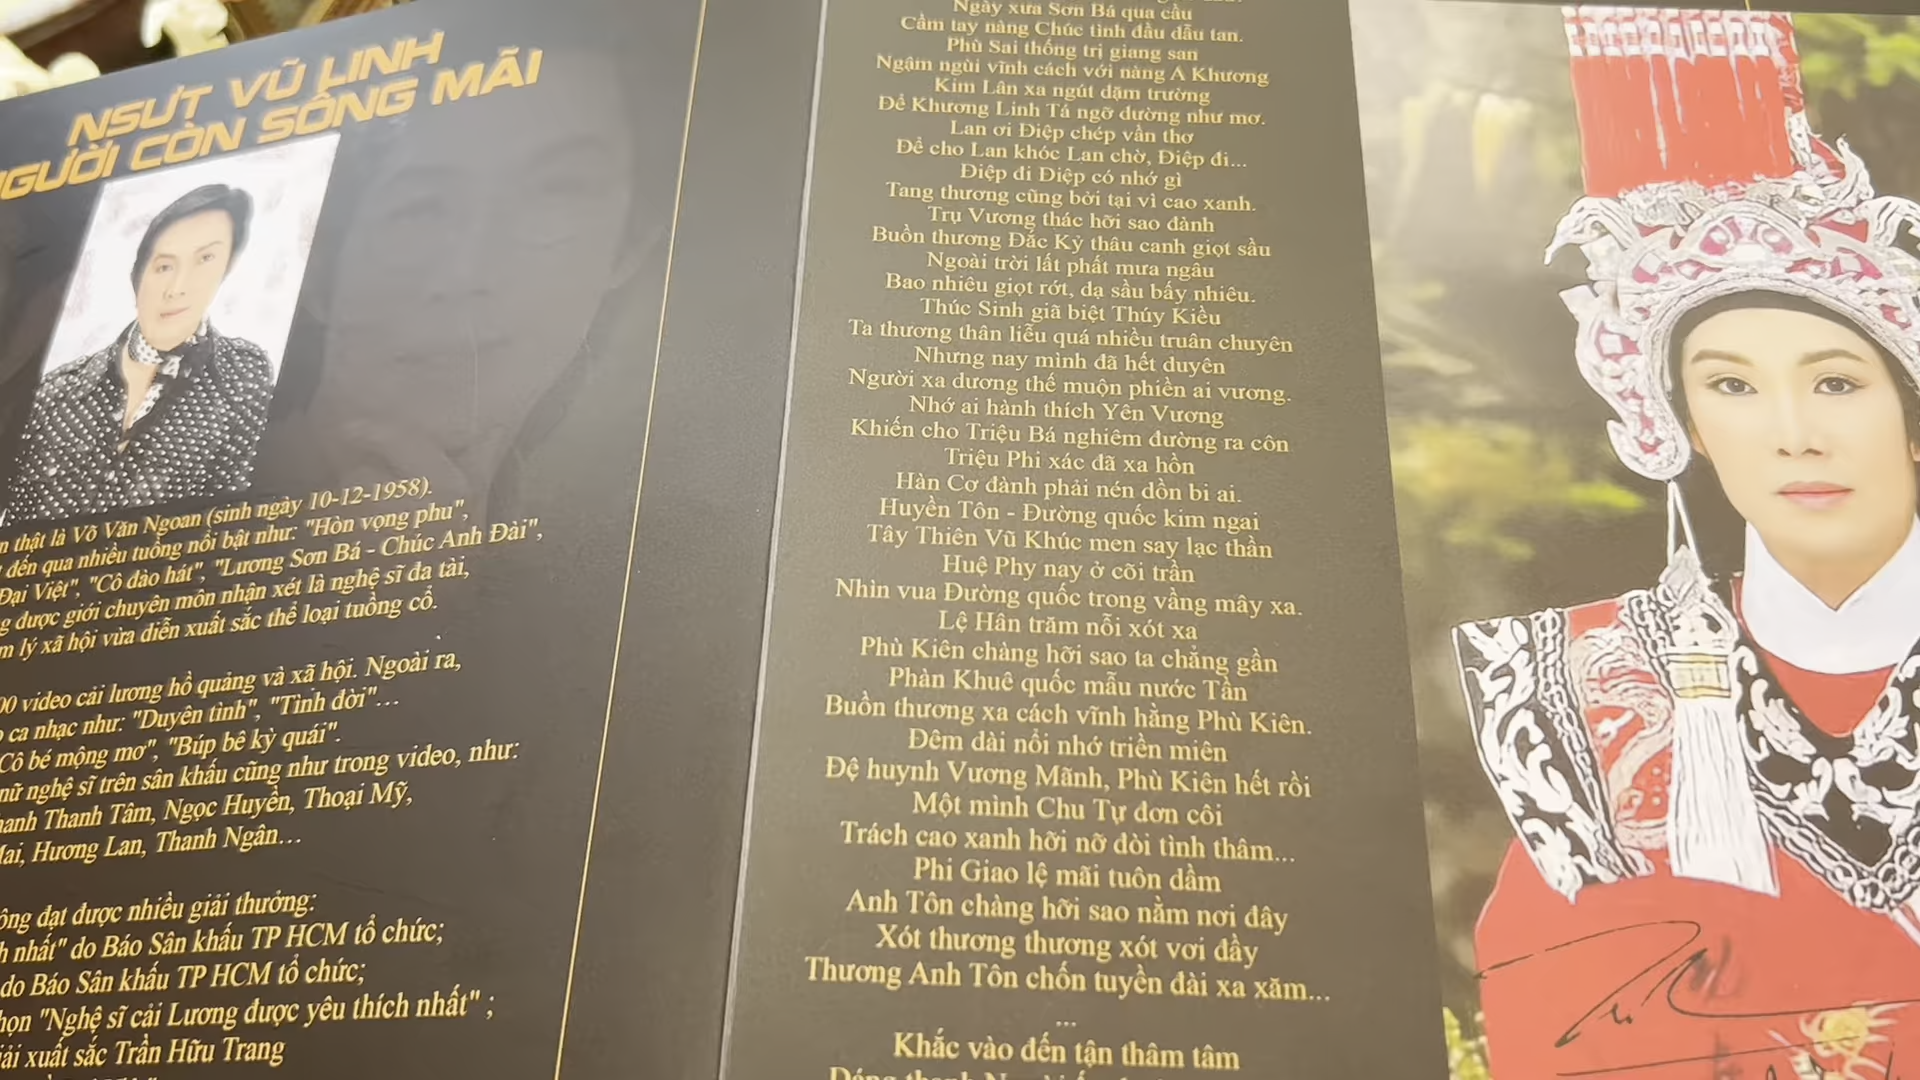 NSƯT VŨ LINH
NGƯỜI CÒN SỐNG MÃI
thật là Võ Văn Ngoan (sinh ngày 10-12-1958).
đến qua nhiều tuồng nổi bật như: "Hòn vọng phu",
Đại Việt", "Cô đào hát", "Lương Sơn Bá - Chúc Anh Đài",
được giới chuyên môn nhận xét là nghệ sĩ đa tài,
lý xã hội vừa diễn xuất sắc thể loại tuồng cổ.
video cải lương hồ quảng và xã hội. Ngoài ra,
ca nhạc như: "Duyên tình", "Tình đời"...
Cô bé mộng mơ", "Búp bê kỳ quái".
nữ nghệ sĩ trên sân khấu cũng như trong video, như:
Thanh Tâm, Ngọc Huyền, Thoại Mỹ,
Mai, Hương Lan, Thanh Ngân...
đạt được nhiều giải thưởng:
nhất" do Báo Sân khấu TP HCM tổ chức;
do Báo Sân khấu TP HCM tổ chức;
"Nghệ sĩ cải Lương được yêu thích nhất" ;
xuất sắc Trần Hữu Trang
Ngày xưa Sơn Bá qua cầu
Cầm tay nàng Chúc tình đầu dẫu tan.
Phù Sai thống trị giang san
Ngậm ngùi vĩnh cách với nàng Á Khương
Kim Lân xa ngút dặm trường
Để Khương Linh Tá ngỡ dường như mơ.
Lan ơi Điệp chép vần thơ
Để cho Lan khóc Lan chờ, Điệp đi...
Điệp đi Điệp có nhớ gì
Tang thương cũng bởi tại vì cao xanh.
Trụ Vương thác hỡi sao đành
Buồn thương Đắc Kỷ thâu canh giọt sầu
Ngoài trời lất phất mưa ngâu
Bao nhiêu giọt rớt, dạ sầu bấy nhiêu.
Thúc Sinh giã biệt Thúy Kiều
Ta thương thân liễu quá nhiều truân chuyên
Nhưng nay mình đã hết duyên
Người xa dương thế muộn phiền ai vương.
Nhớ ai hành thích Yên Vương
Khiến cho Triệu Bá nghiêm đường ra côn
Triệu Phi xác đã xa hồn
Hàn Cơ đành phải nén dồn bi ai.
Huyền Tôn - Đường quốc kim ngai
Tây Thiên Vũ Khúc men say lạc thần
Huệ Phy nay ở cõi trần
Nhìn vua Đường quốc trong vầng mây xa.
Lệ Hân trăm nỗi xót xa
Phù Kiên chàng hỡi sao ta chẳng gần
Phàn Khuê quốc mẫu nước Tần
Buồn thương xa cách vĩnh hằng Phù Kiên.
Đêm dài nổi nhớ triền miên
Đệ huynh Vương Mãnh, Phù Kiên hết rồi
Một mình Chu Tự đơn côi
Trách cao xanh hỡi nỡ đòi tình thâm...
Phi Giao lệ mãi tuôn dầm
Anh Tôn chàng hỡi sao nằm nơi đây
Xót thương thương xót vơi đầy
Thương Anh Tôn chốn tuyền đài xa xăm...
...
Khắc vào đến tận thâm tâm